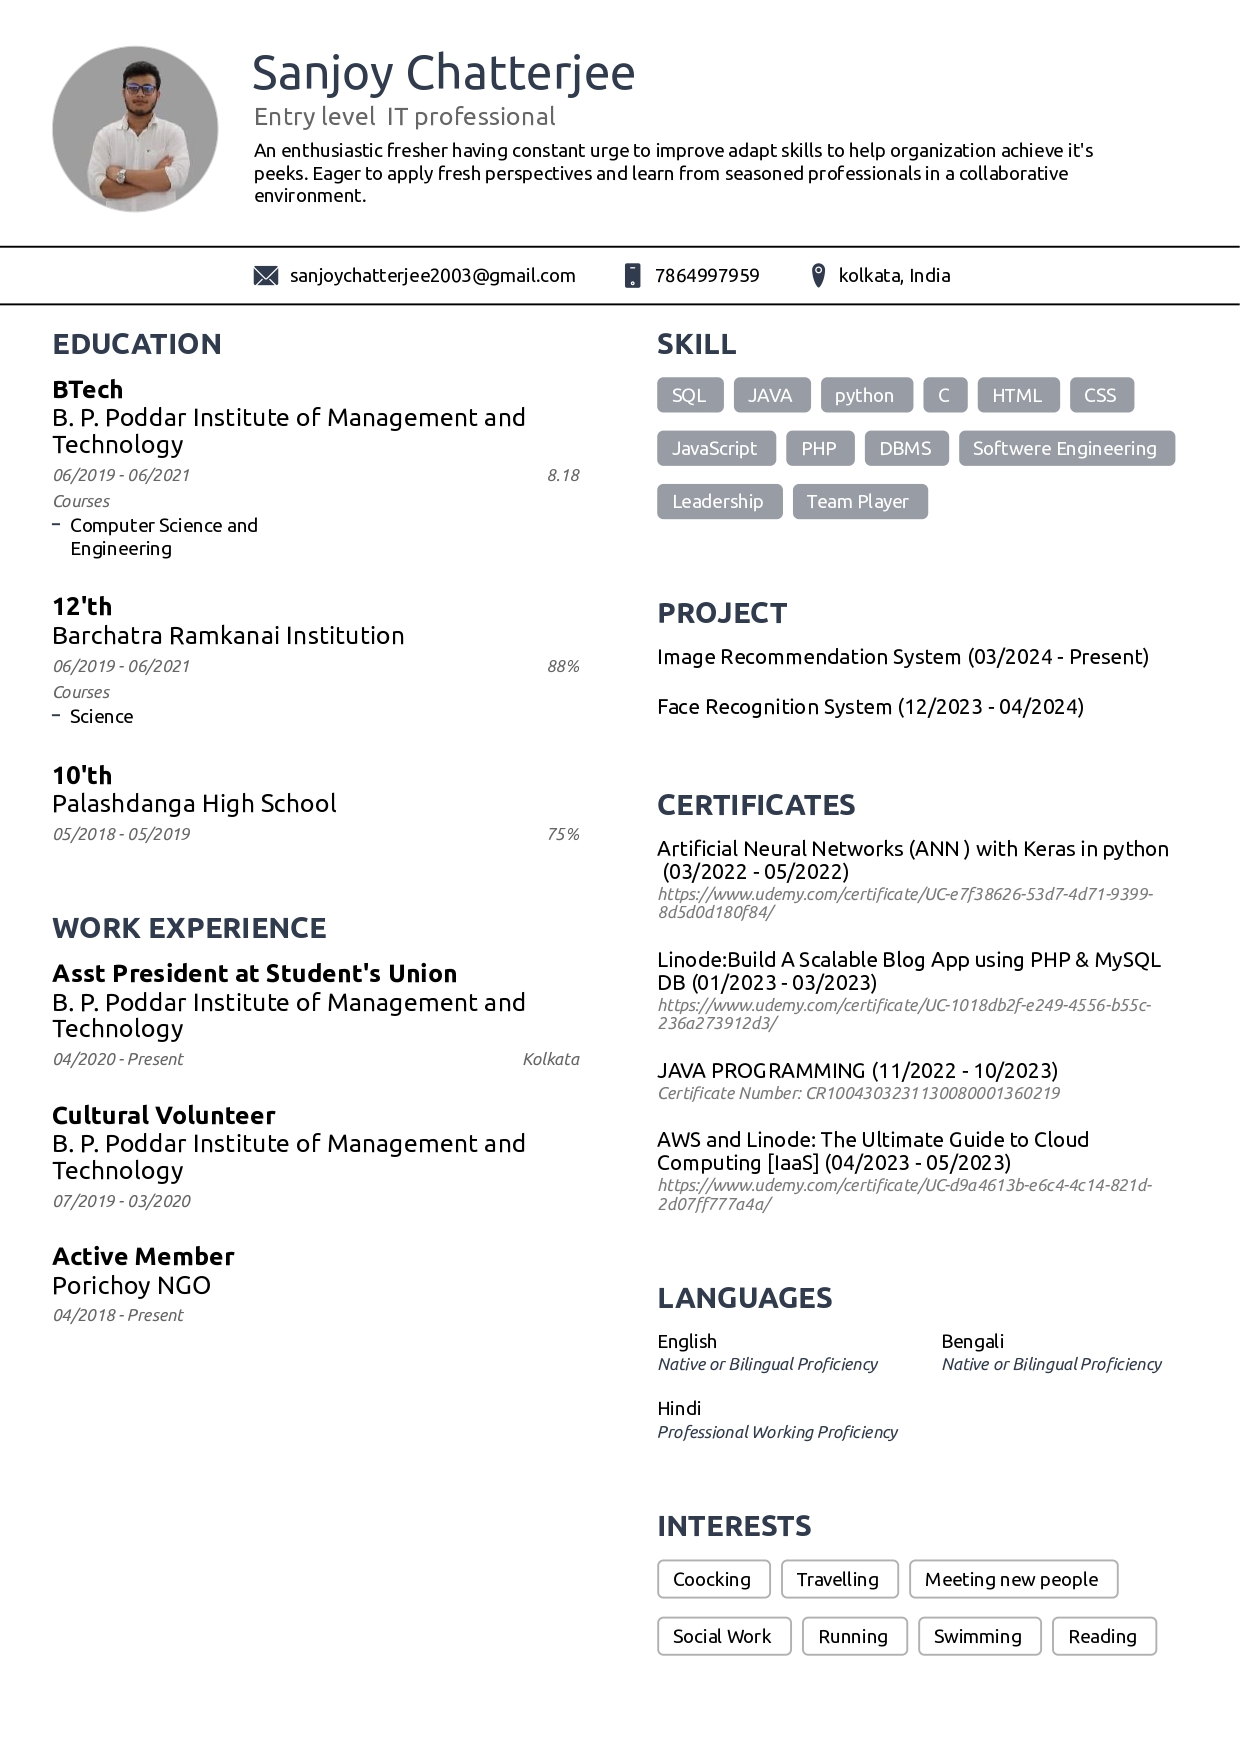 Sanjoy Chatterjee
Entry level  IT professional
An enthusiastic fresher having constant urge to improve adapt skills to help organization achieve it's
peeks. Eager to apply fresh perspectives and learn from seasoned professionals in a collaborative
environment.
sanjoychatterjee2003@gmail.com 7864997959 kolkata, India
EDUCATION
BTech
B. P. Poddar Institute of Management and
Technology
06/2019 - 06/2021 8.18
Courses
– Computer Science and
Engineering
12'th
Barchatra Ramkanai Institution
06/2019 - 06/2021 88%
Courses
– Science
10'th
Palashdanga High School
05/2018 - 05/2019 75%
WORK EXPERIENCE
Asst President at Student's Union
B. P. Poddar Institute of Management and
Technology
04/2020 - Present Kolkata
Cultural Volunteer
B. P. Poddar Institute of Management and
Technology
07/2019 - 03/2020
Active Member
Porichoy NGO
04/2018 - Present
SKILL
SQL JAVA python C HTML CSS
JavaScript PHP DBMS Softwere Engineering
Leadership Team Player
PROJECT
Image Recommendation System (03/2024 - Present)
Face Recognition System (12/2023 - 04/2024)
CERTIFICATES
Artificial Neural Networks (ANN ) with Keras in python
(03/2022 - 05/2022)
https://www.udemy.com/certificate/UC-e7f38626-53d7-4d71-9399-
8d5d0d180f84/
Linode:Build A Scalable Blog App using PHP & MySQL
DB (01/2023 - 03/2023)
https://www.udemy.com/certificate/UC-1018db2f-e249-4556-b55c-
236a273912d3/
JAVA PROGRAMMING (11/2022 - 10/2023)
Certificate Number: CR1004303231130080001360219
AWS and Linode: The Ultimate Guide to Cloud
Computing [IaaS] (04/2023 - 05/2023)
https://www.udemy.com/certificate/UC-d9a4613b-e6c4-4c14-821d-
2d07ff777a4a/
LANGUAGES
English Bengali
Native or Bilingual Proficiency Native or Bilingual Proficiency
Hindi
Professional Working Proficiency
INTERESTS
Coocking Travelling Meeting new people
Social Work Running Swimming Reading